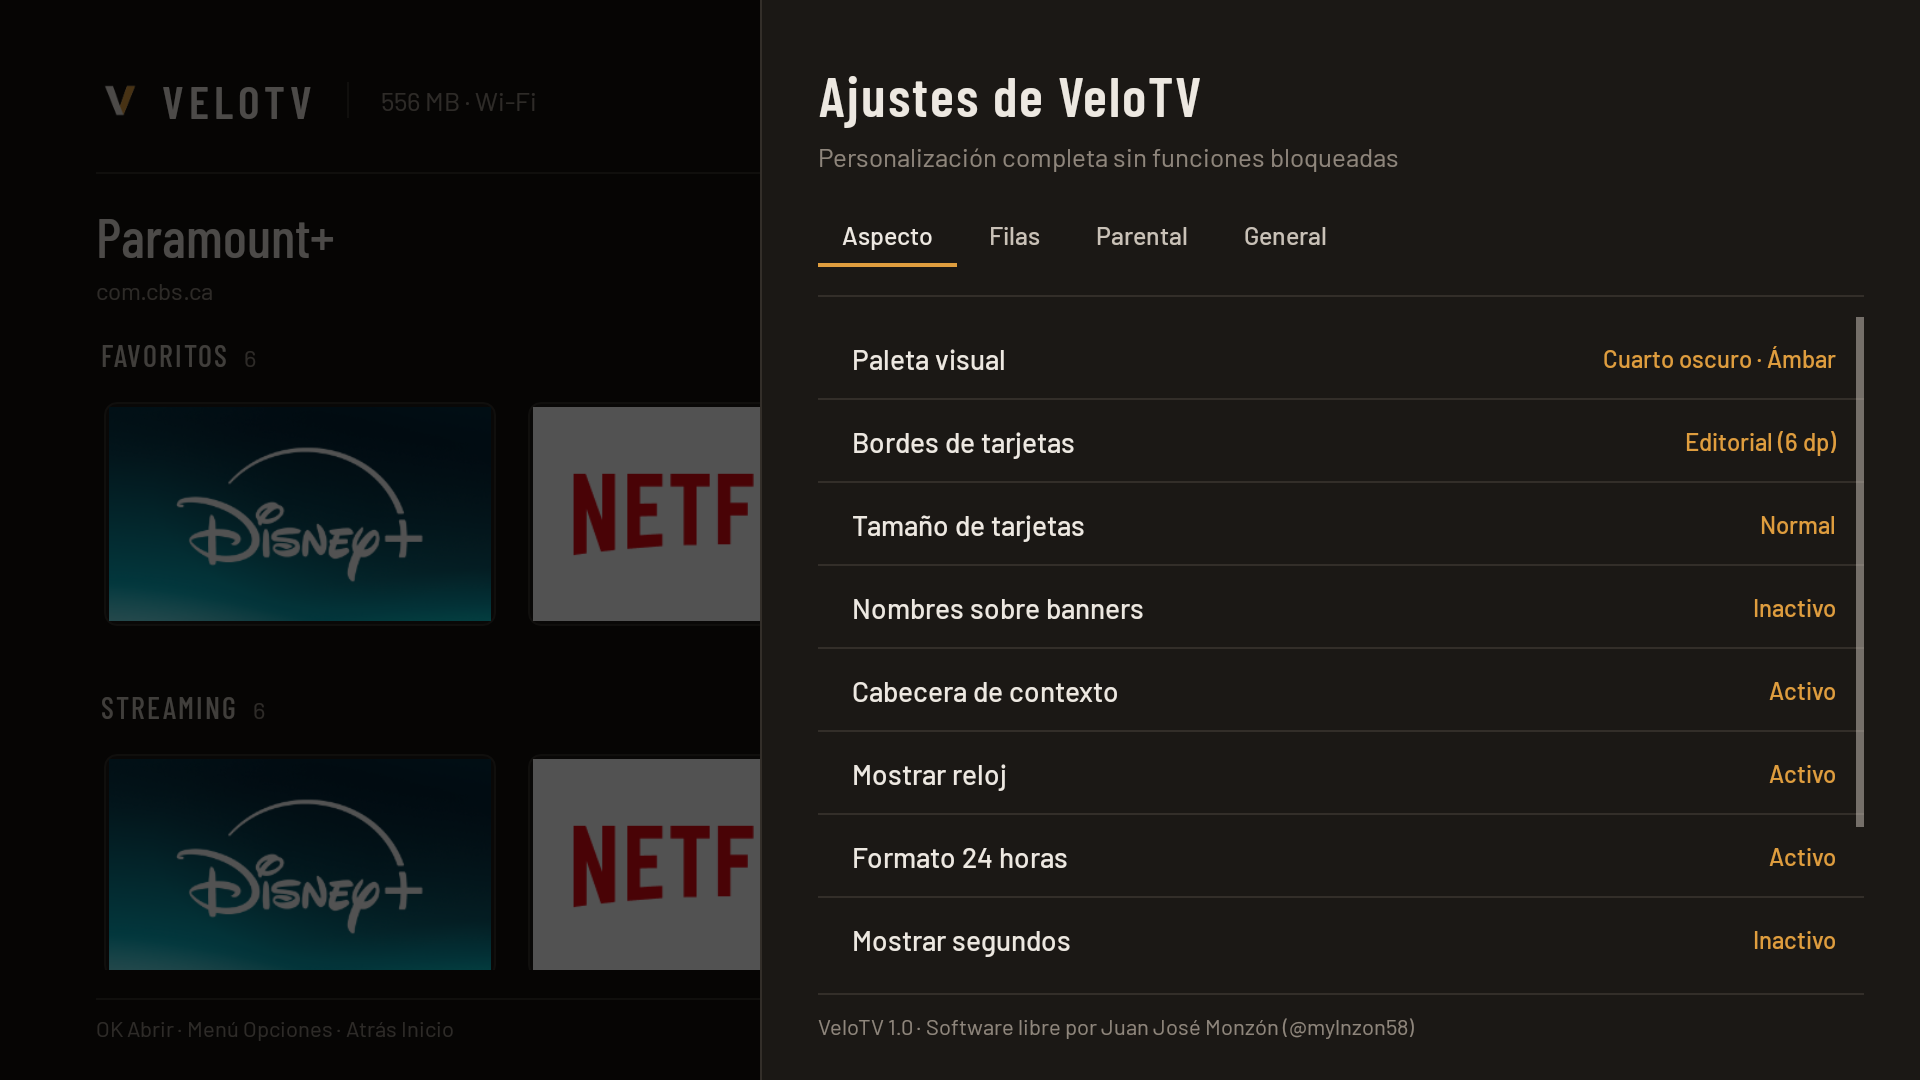 VELOTV
556 MB · Wi-Fi
Paramount+
com.cbs.ca
FAVORITOS 6
Disney+
NETF
STREAMING 6
Disney+
NETF
OK Abrir · Menú Opciones · Atrás Inicio
Ajustes de VeloTV
Personalización completa sin funciones bloqueadas
Aspecto Filas Parental General
Paleta visual Cuarto oscuro · Ámbar
Bordes de tarjetas Editorial (6 dp)
Tamaño de tarjetas Normal
Nombres sobre banners Inactivo
Cabecera de contexto Activo
Mostrar reloj Activo
Formato 24 horas Activo
Mostrar segundos Inactivo
VeloTV 1.0 · Software libre por Juan José Monzón (@mylnzon58)